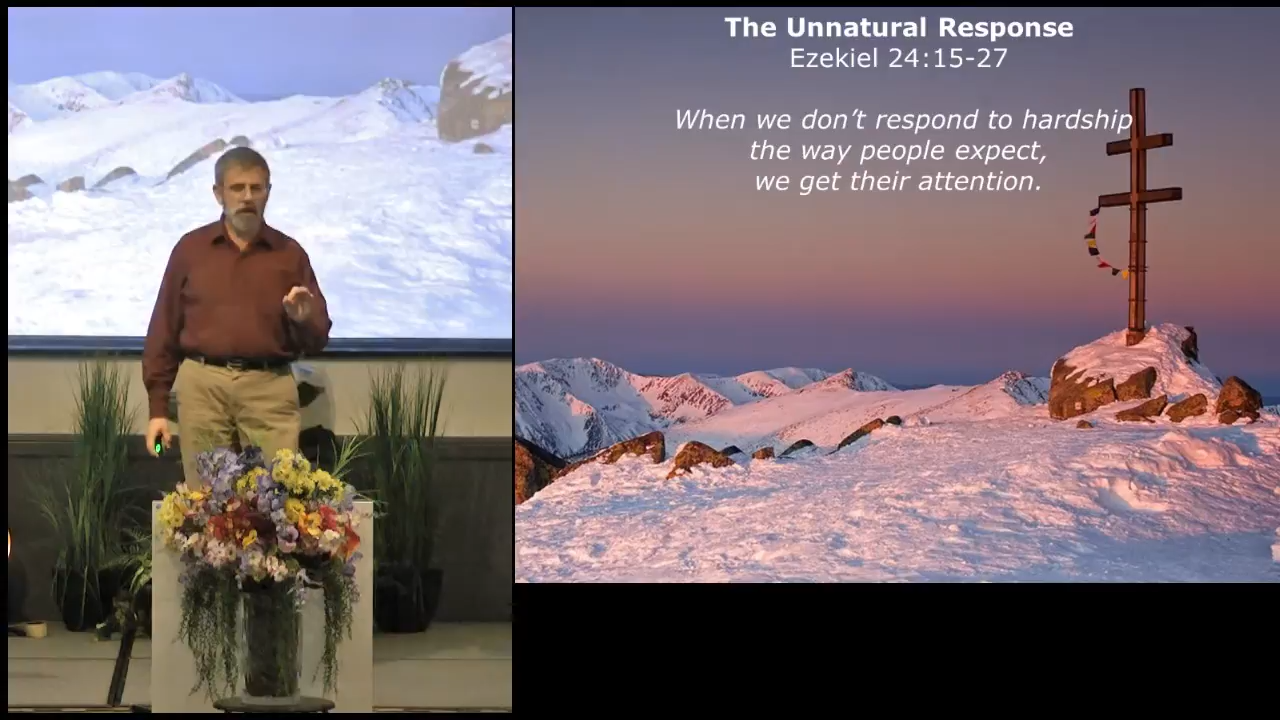 The Unnatural Response
Ezekiel 24:15-27
When we don't respond to hardship
the way people expect,
we get their attention.